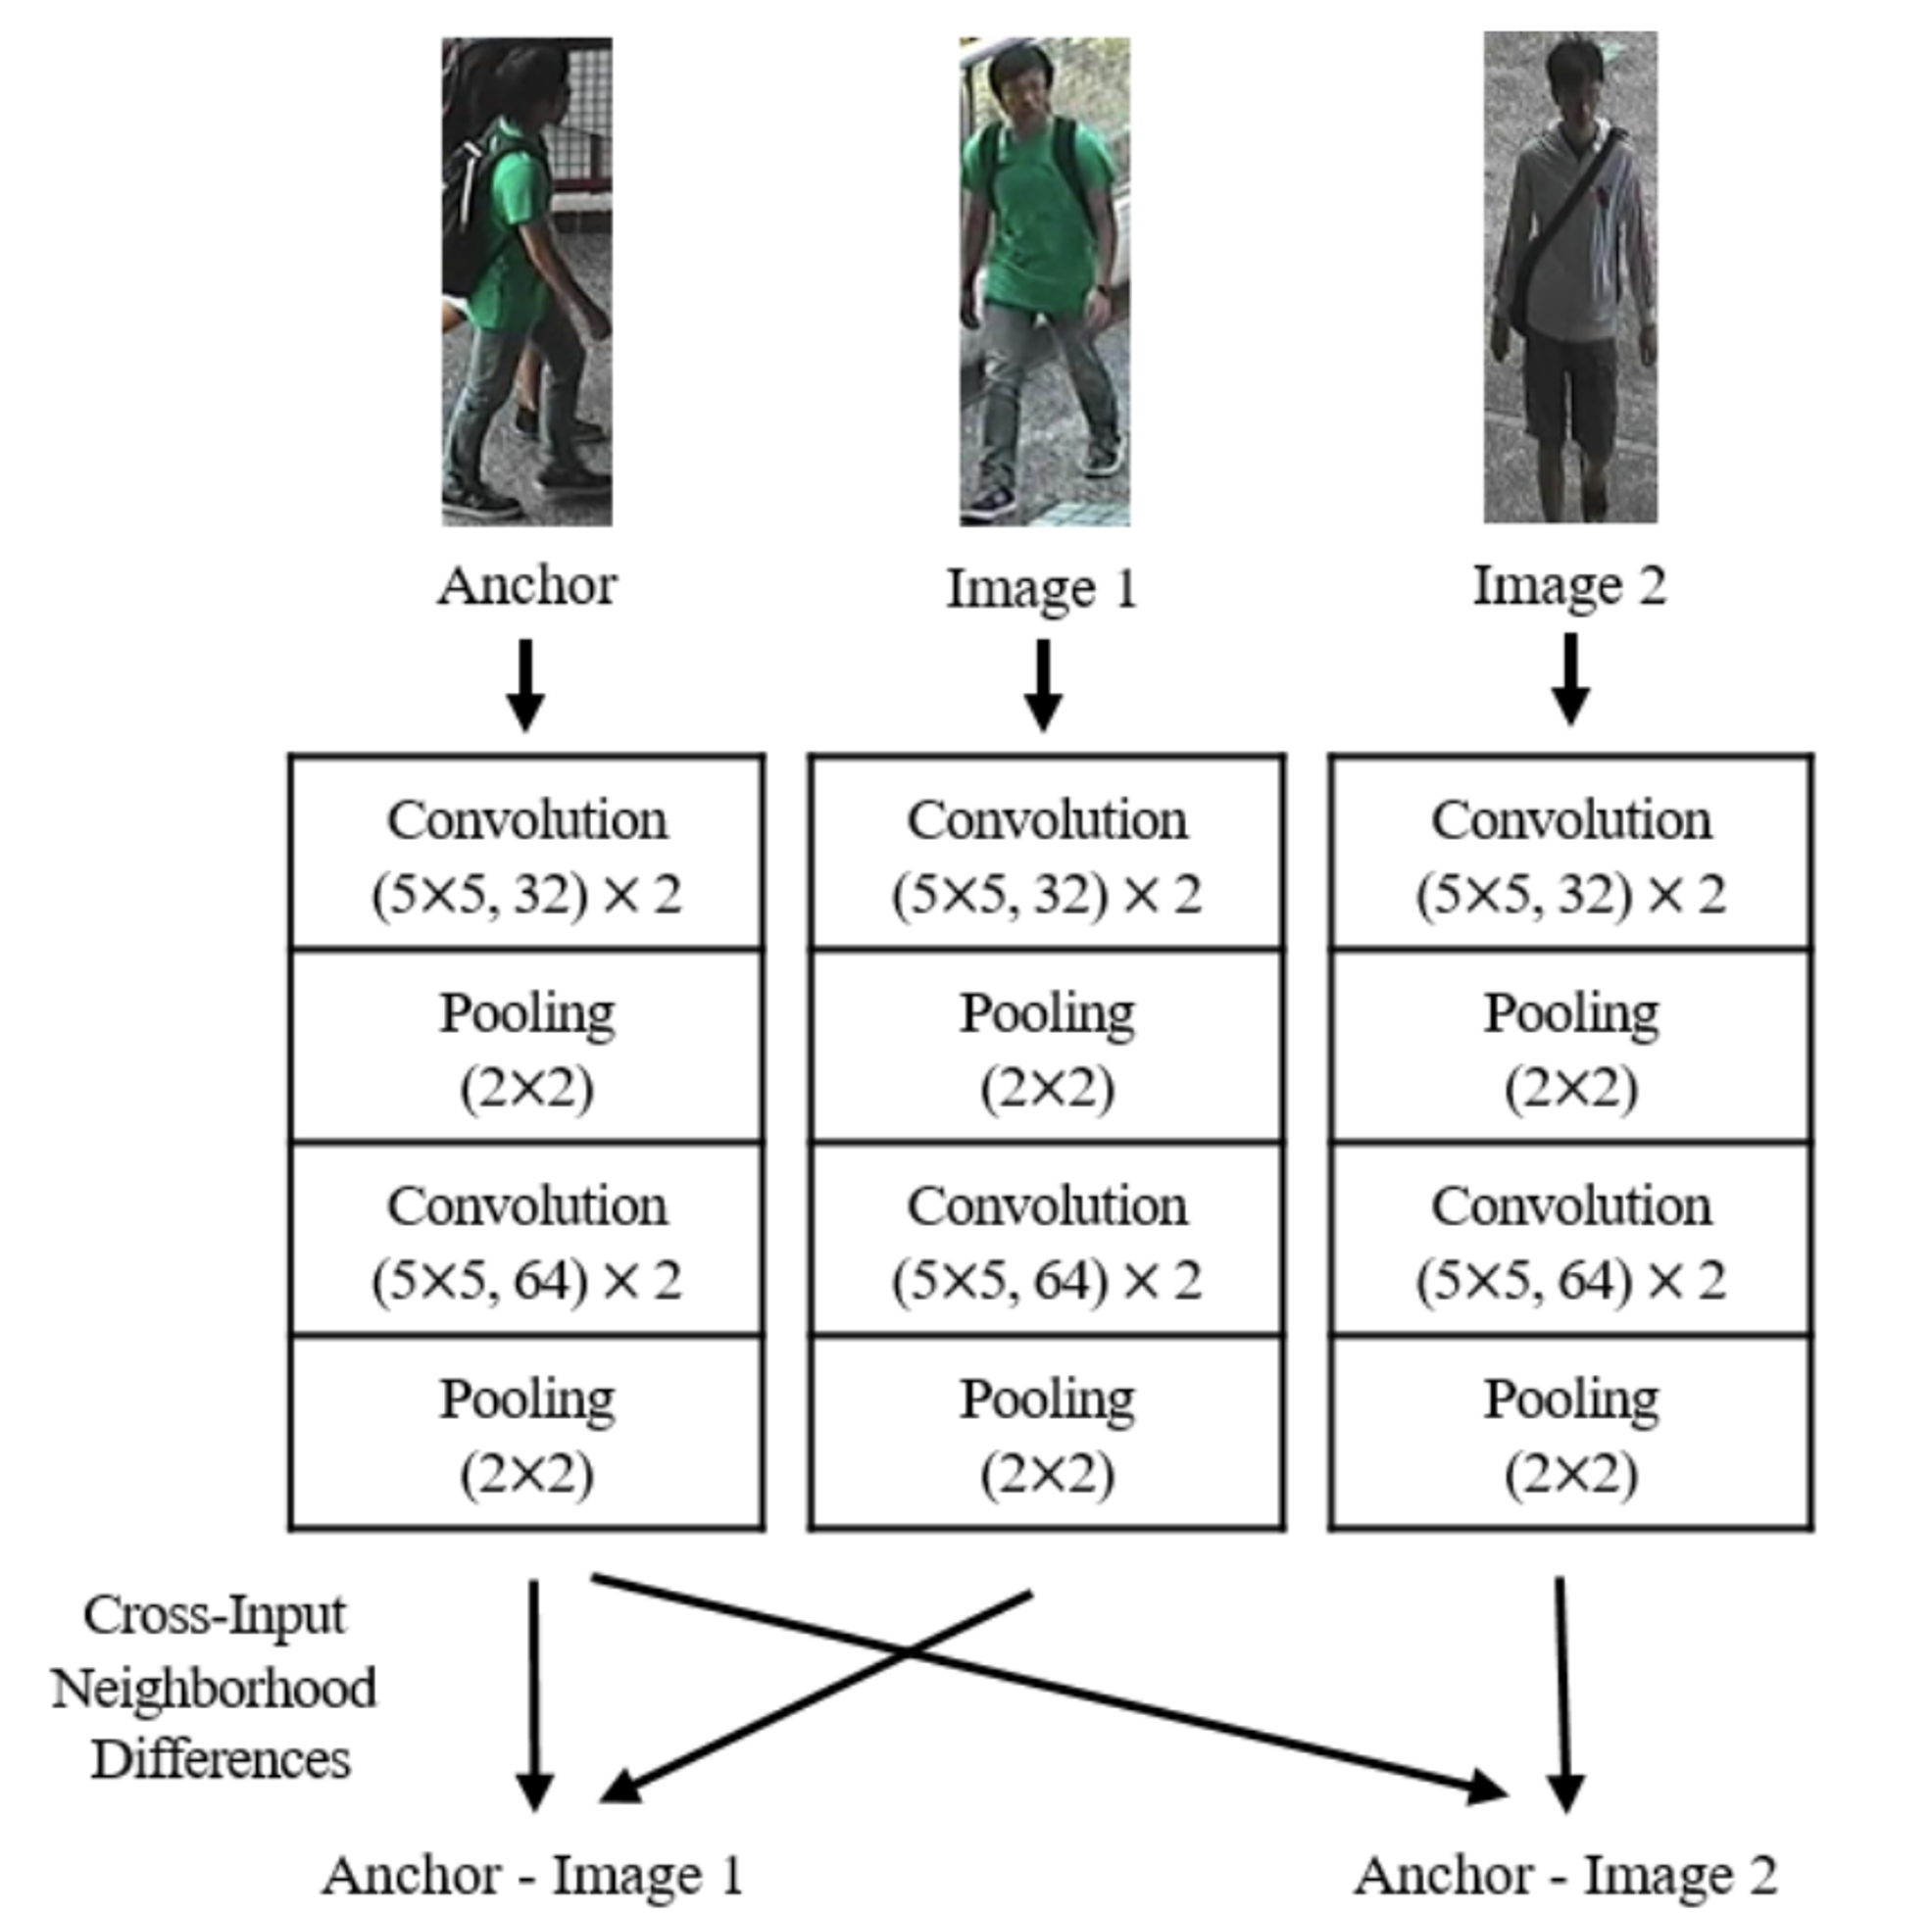 Anchor
Image 1
Image 2
Convolution
(5×5, 32) × 2
Convolution
(5×5, 32) × 2
Convolution
(5×5, 32) × 2
Pooling
(2×2)
Pooling
(2×2)
Pooling
(2×2)
Convolution
(5×5, 64) × 2
Convolution
(5×5, 64) × 2
Convolution
(5×5, 64) × 2
Pooling
(2×2)
Pooling
(2×2)
Pooling
(2×2)
Cross-Input
Neighborhood
Differences
Anchor - Image 1
Anchor - Image 2